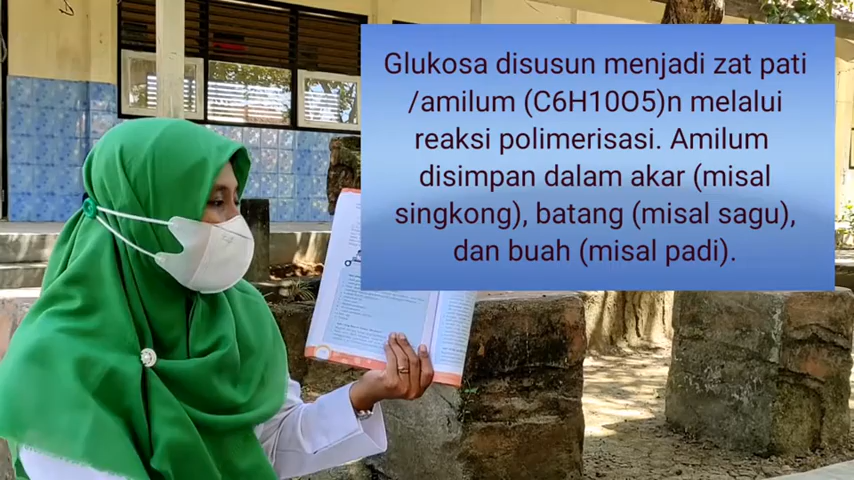 Glukosa disusun menjadi zat pati
/amilum (C6H10O5)n melalui
reaksi polimerisasi. Amilum
disimpan dalam akar (misal
singkong), batang (misal sagu),
dan buah (misal padi).